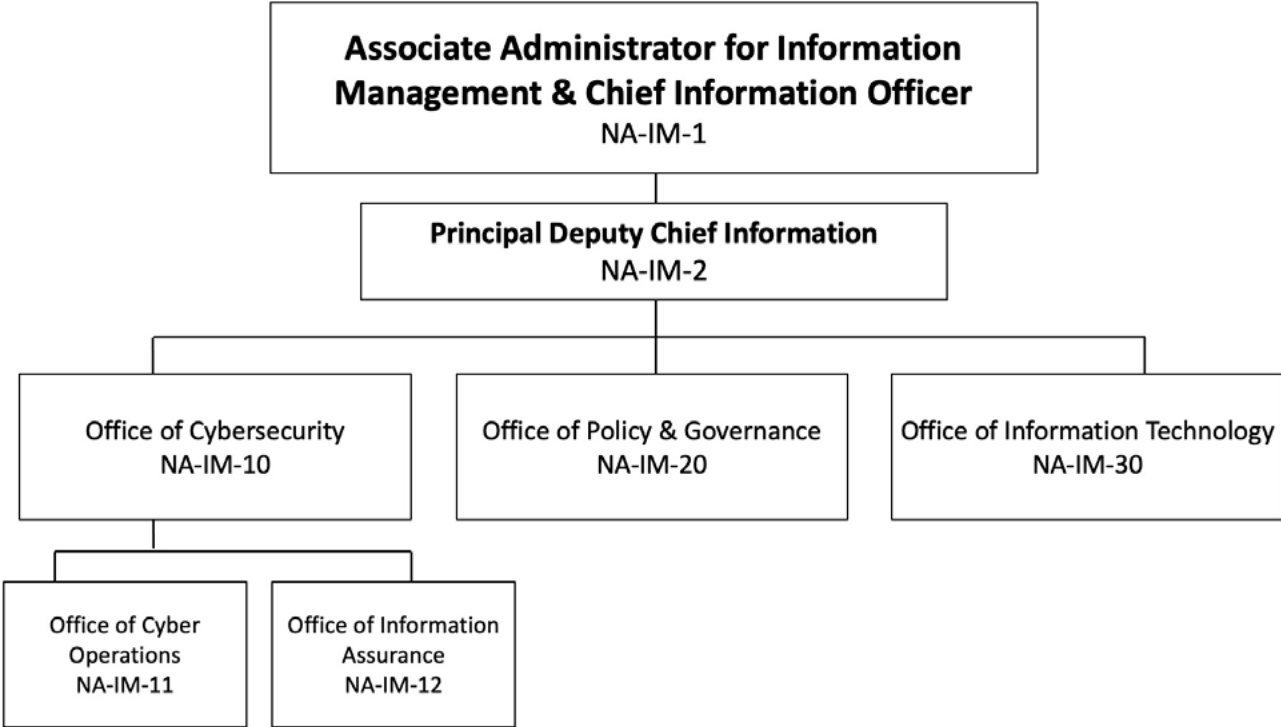 Associate Administrator for Information
Management & Chief Information Officer
NA-IM-1
Principal Deputy Chief Information
NA-IM-2
Office of Cybersecurity
NA-IM-10
Office of Policy & Governance
NA-IM-20
Office of Information Technology
NA-IM-30
Office of Cyber
Operations
NA-IM-11
Office of Information
Assurance
NA-IM-12